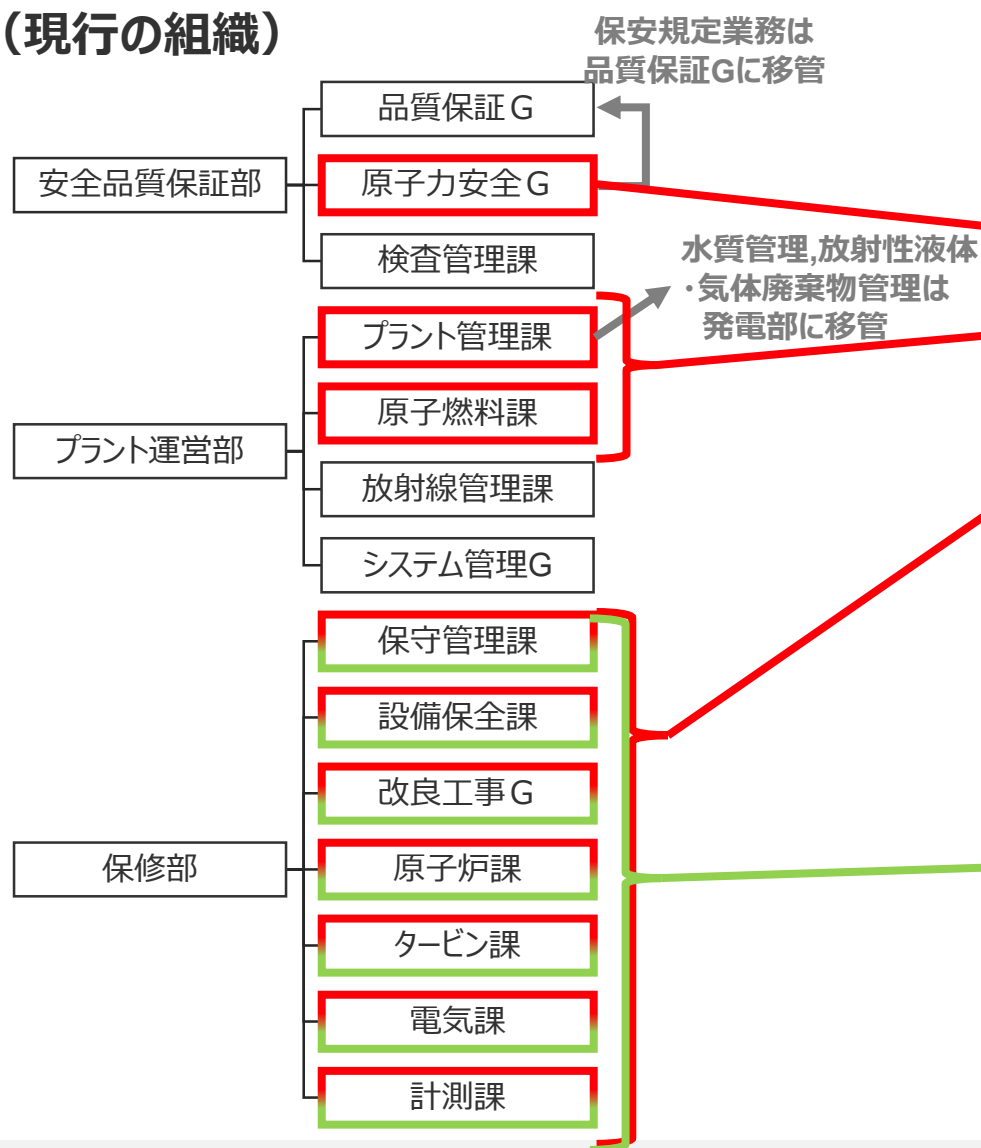 （現行の組織）
保安規定業務は
品質保証Gに移管
品質保証G
安全品質保証部
原子力安全G
検査管理課
水質管理,放射性液体
・気体廃棄物管理は
発電部に移管
プラント管理課
原子燃料課
プラント運営部
放射線管理課
システム管理G
保守管理課
設備保全課
改良工事G
保修部
原子炉課
タービン課
電気課
計測課